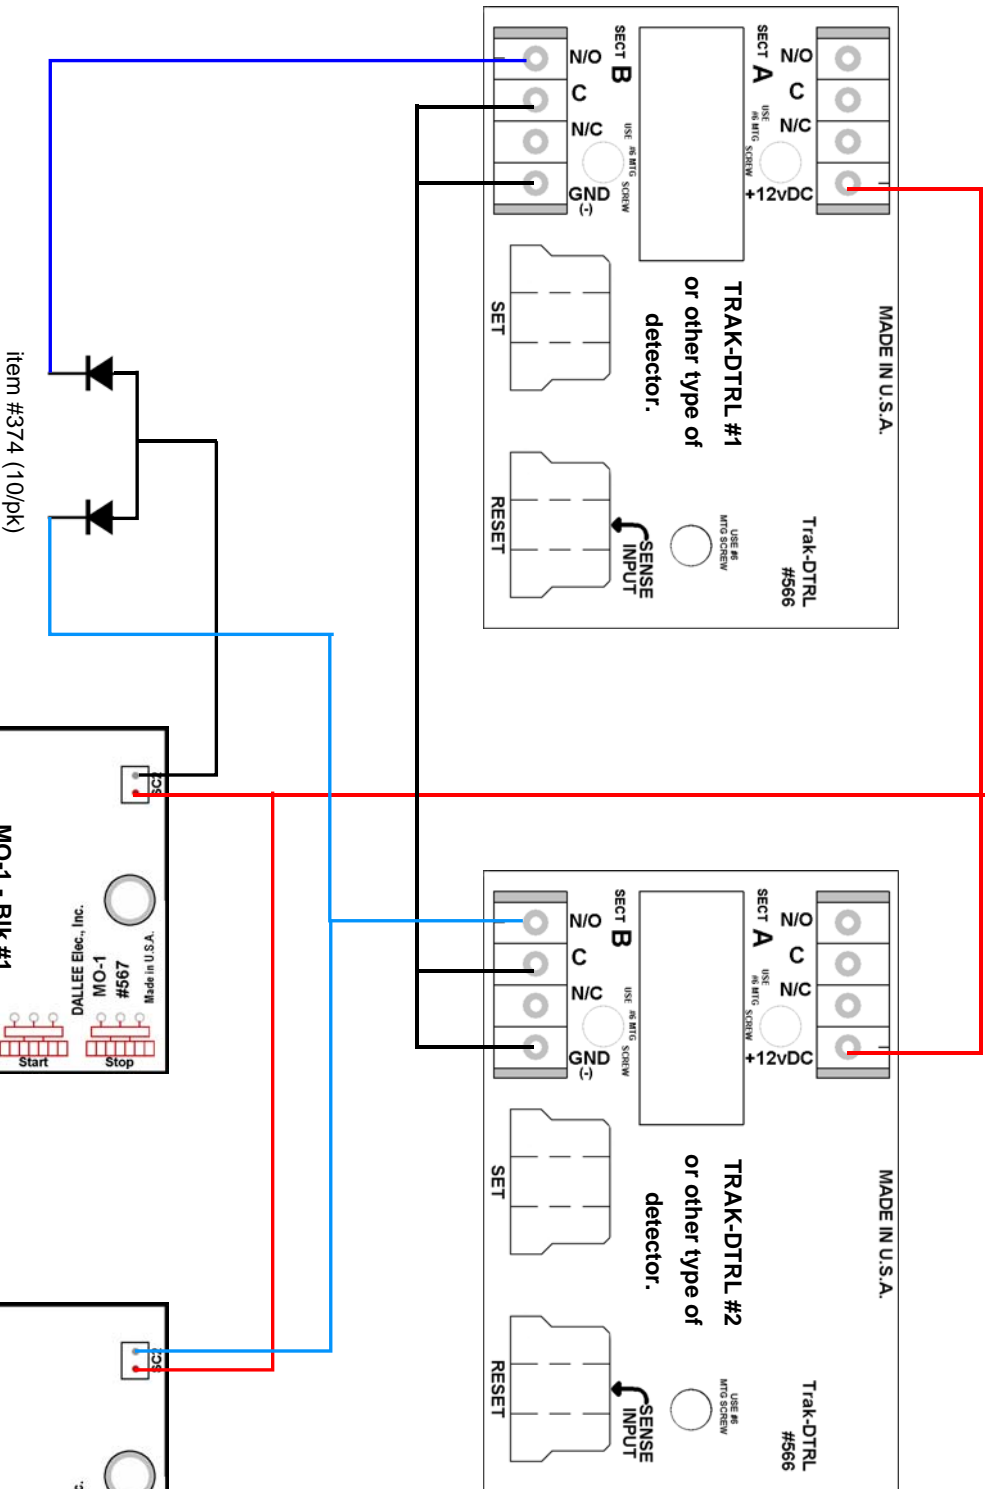 SECT B
N/O
C
N/C
GND
(-)
USE #6 MTG SCREW
SECT A
N/O
C
N/C
+12vDC
USE #6 MTG SCREW
MADE IN U.S.A.
TRAK-DTRL #1
or other type of
detector.
SET
RESET
SENSE
INPUT
USE #6
MTG SCREW
Trak-DTRL
#566
item #374 (10/pk)
SC2
MO-1 - Blk #1
DALLEE Elec., Inc.
MO-1
#567
Made in U.S.A.
Start
Stop
SECT B
N/O
C
N/C
GND
(-)
USE #6 MTG SCREW
SECT A
N/O
C
N/C
+12vDC
USE #6 MTG SCREW
MADE IN U.S.A.
TRAK-DTRL #2
or other type of
detector.
SET
RESET
SENSE
INPUT
USE #6
MTG SCREW
Trak-DTRL
#566
SC2